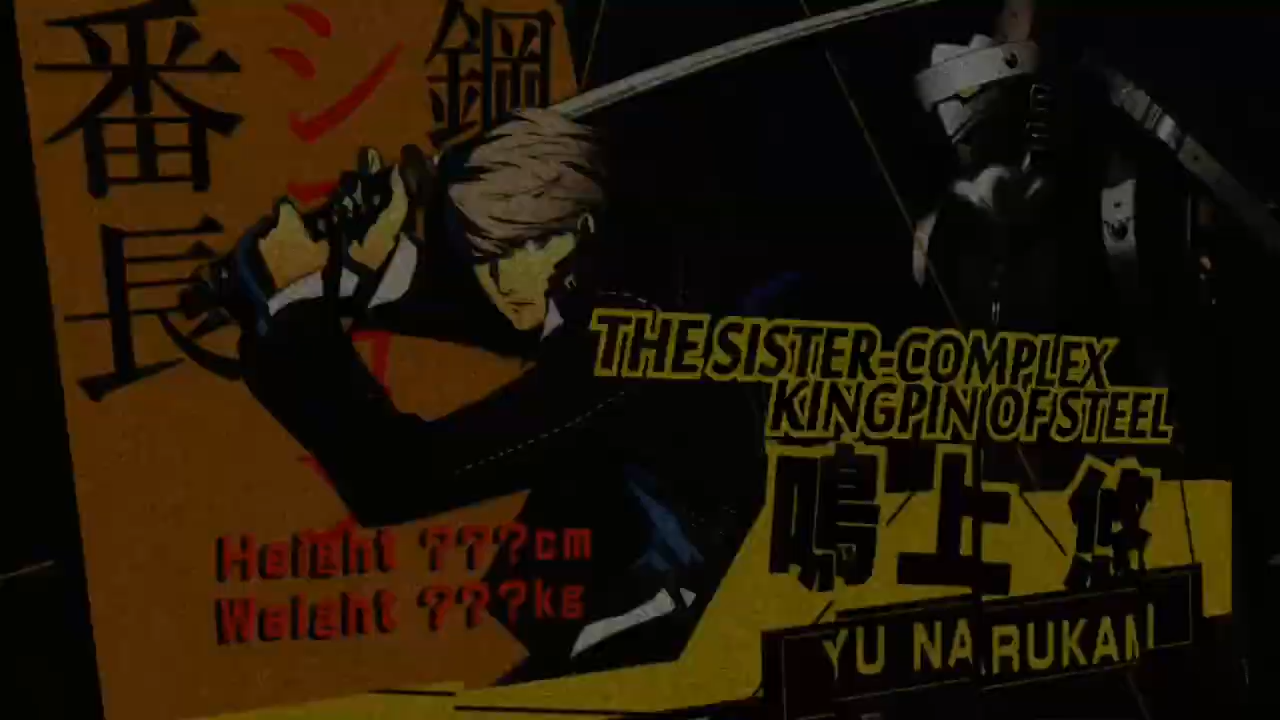 鋼
シ
番長
THE SISTER-COMPLEX
KINGPIN OF STEEL
鳴上 悠
YU NARUKAMI
Height ???cm
Weight ???kg